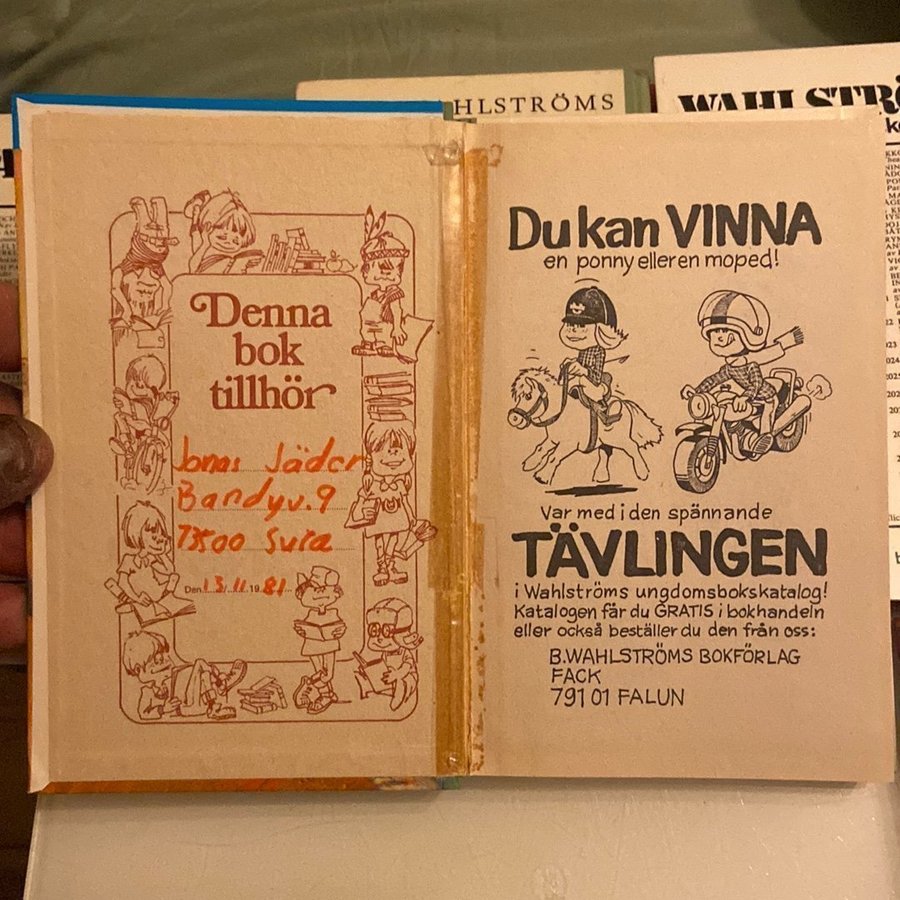 AHLSTRÖMS
WAHLSTRÖ
Denna
bok
tillhör
Jonas Jäder
Bandyv.9
73500 Sura
Den 13/11 1981
Du kan VINNA
en ponny eller en moped!
Var med i den spännande
TÄVLINGEN
i Wahlströms ungdomsbokskatalog!
Katalogen får du GRATIS i bokhandeln
eller också beställer du den från oss:
B.WAHLSTRÖMS BOKFÖRLAG
FACK
791 01 FALUN